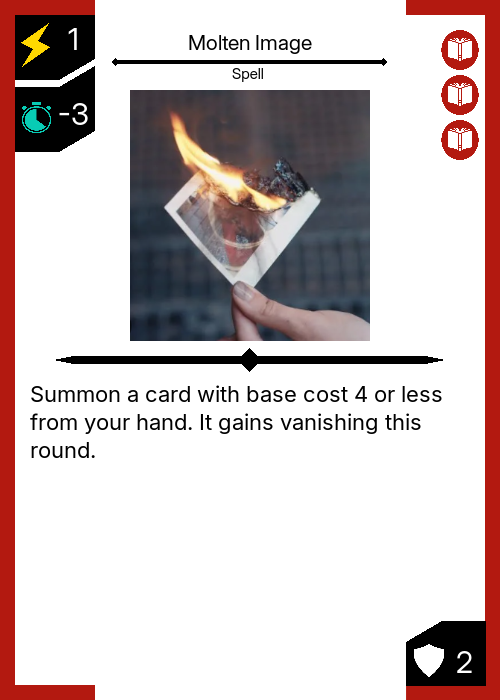 1
Molten Image
Spell
-3
Summon a card with base cost 4 or less
from your hand. It gains vanishing this
round.
2